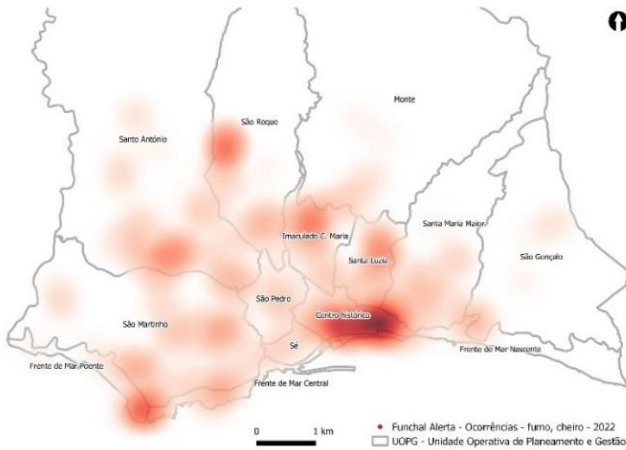 Monte
São Roque
Santo António
Santa Maria Maior
Imaculado C. Maria
São Gonçalo
Santa Luzia
São Pedro
Centro histórico
São Martinho
Sé
Frente de Mar Nascente
Frente de Mar Poente
Frente de Mar Central
0 1 km
Funchal Alerta - Ocorrências - fumo, cheiro - 2022
UOPG - Unidade Operativa de Planeamento e Gestão